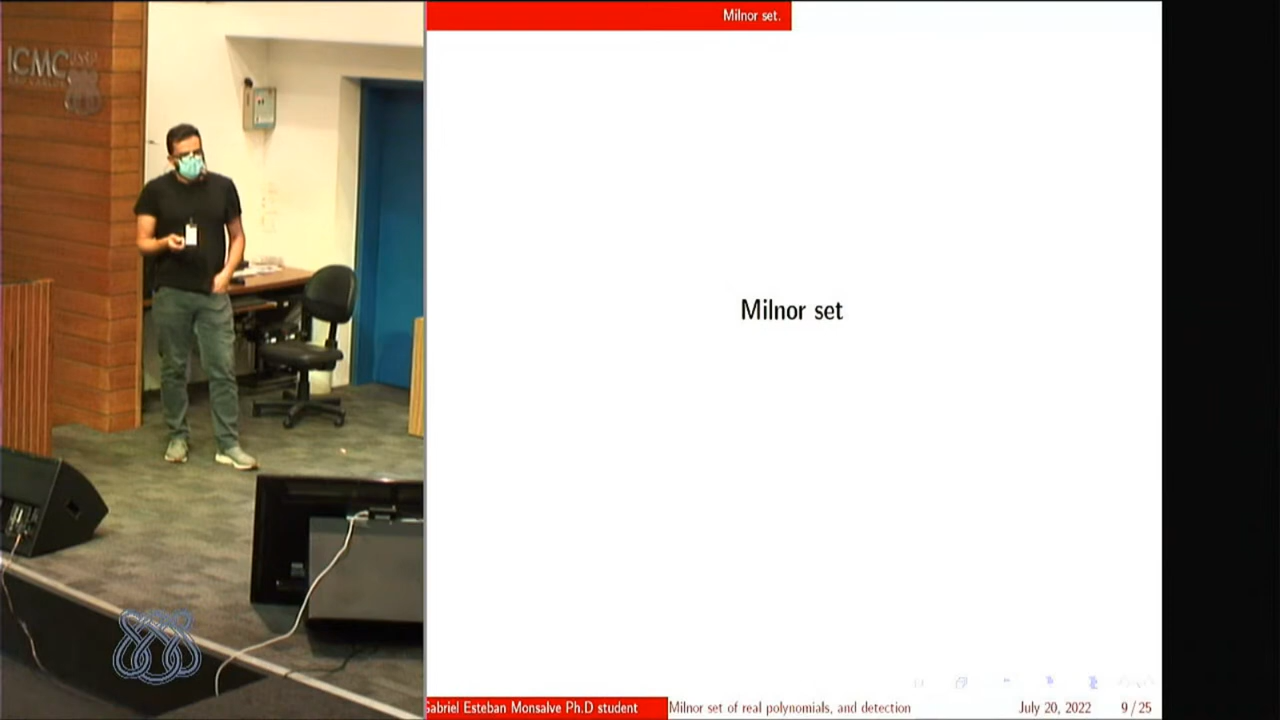 ICMC
Milnor set.
Milnor set
Gabriel Esteban Monsalve Ph.D student
Milnor set of real polynomials, and detection
July 20, 2022
9 / 25